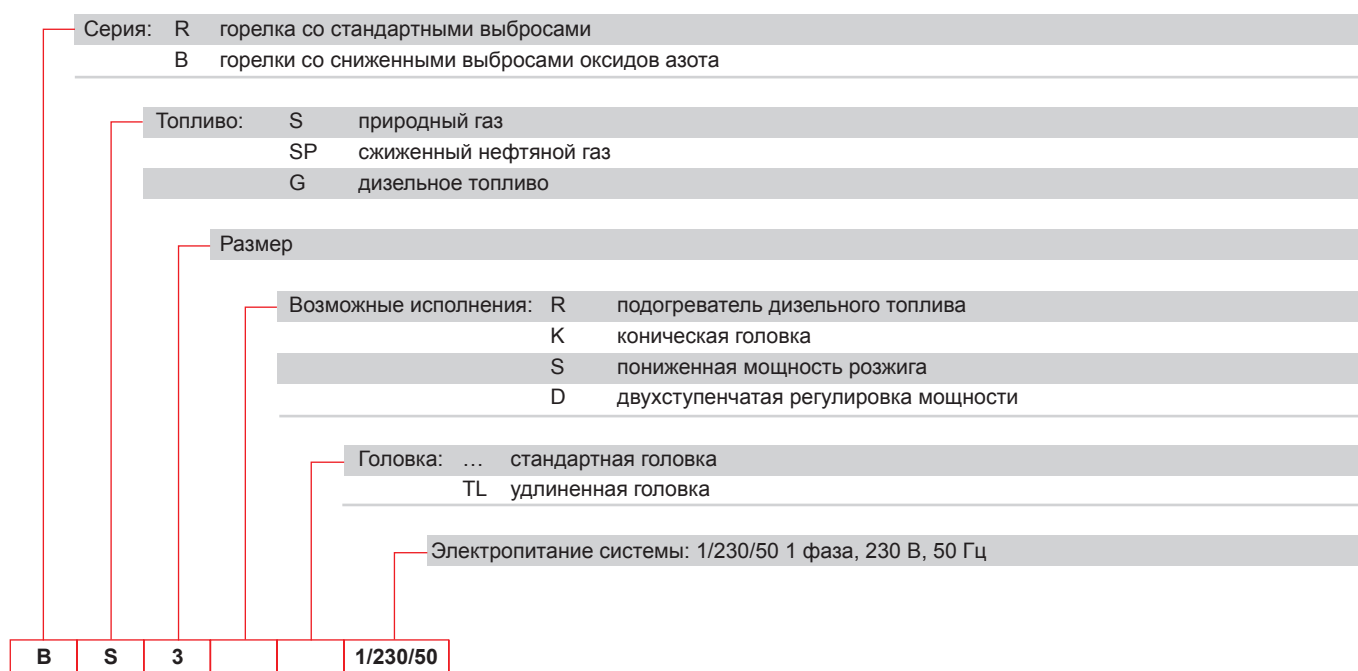 Серия: R горелка со стандартными выбросами
B горелки со сниженными выбросами оксидов азота
Топливо: S природный газ
SP сжиженный нефтяной газ
G дизельное топливо
Размер
Возможные исполнения: R подогреватель дизельного топлива
K коническая головка
S пониженная мощность розжига
D двухступенчатая регулировка мощности
Головка: … стандартная головка
TL удлиненная головка
Электропитание системы: 1/230/50 1 фаза, 230 В, 50 Гц
B S 3 1/230/50